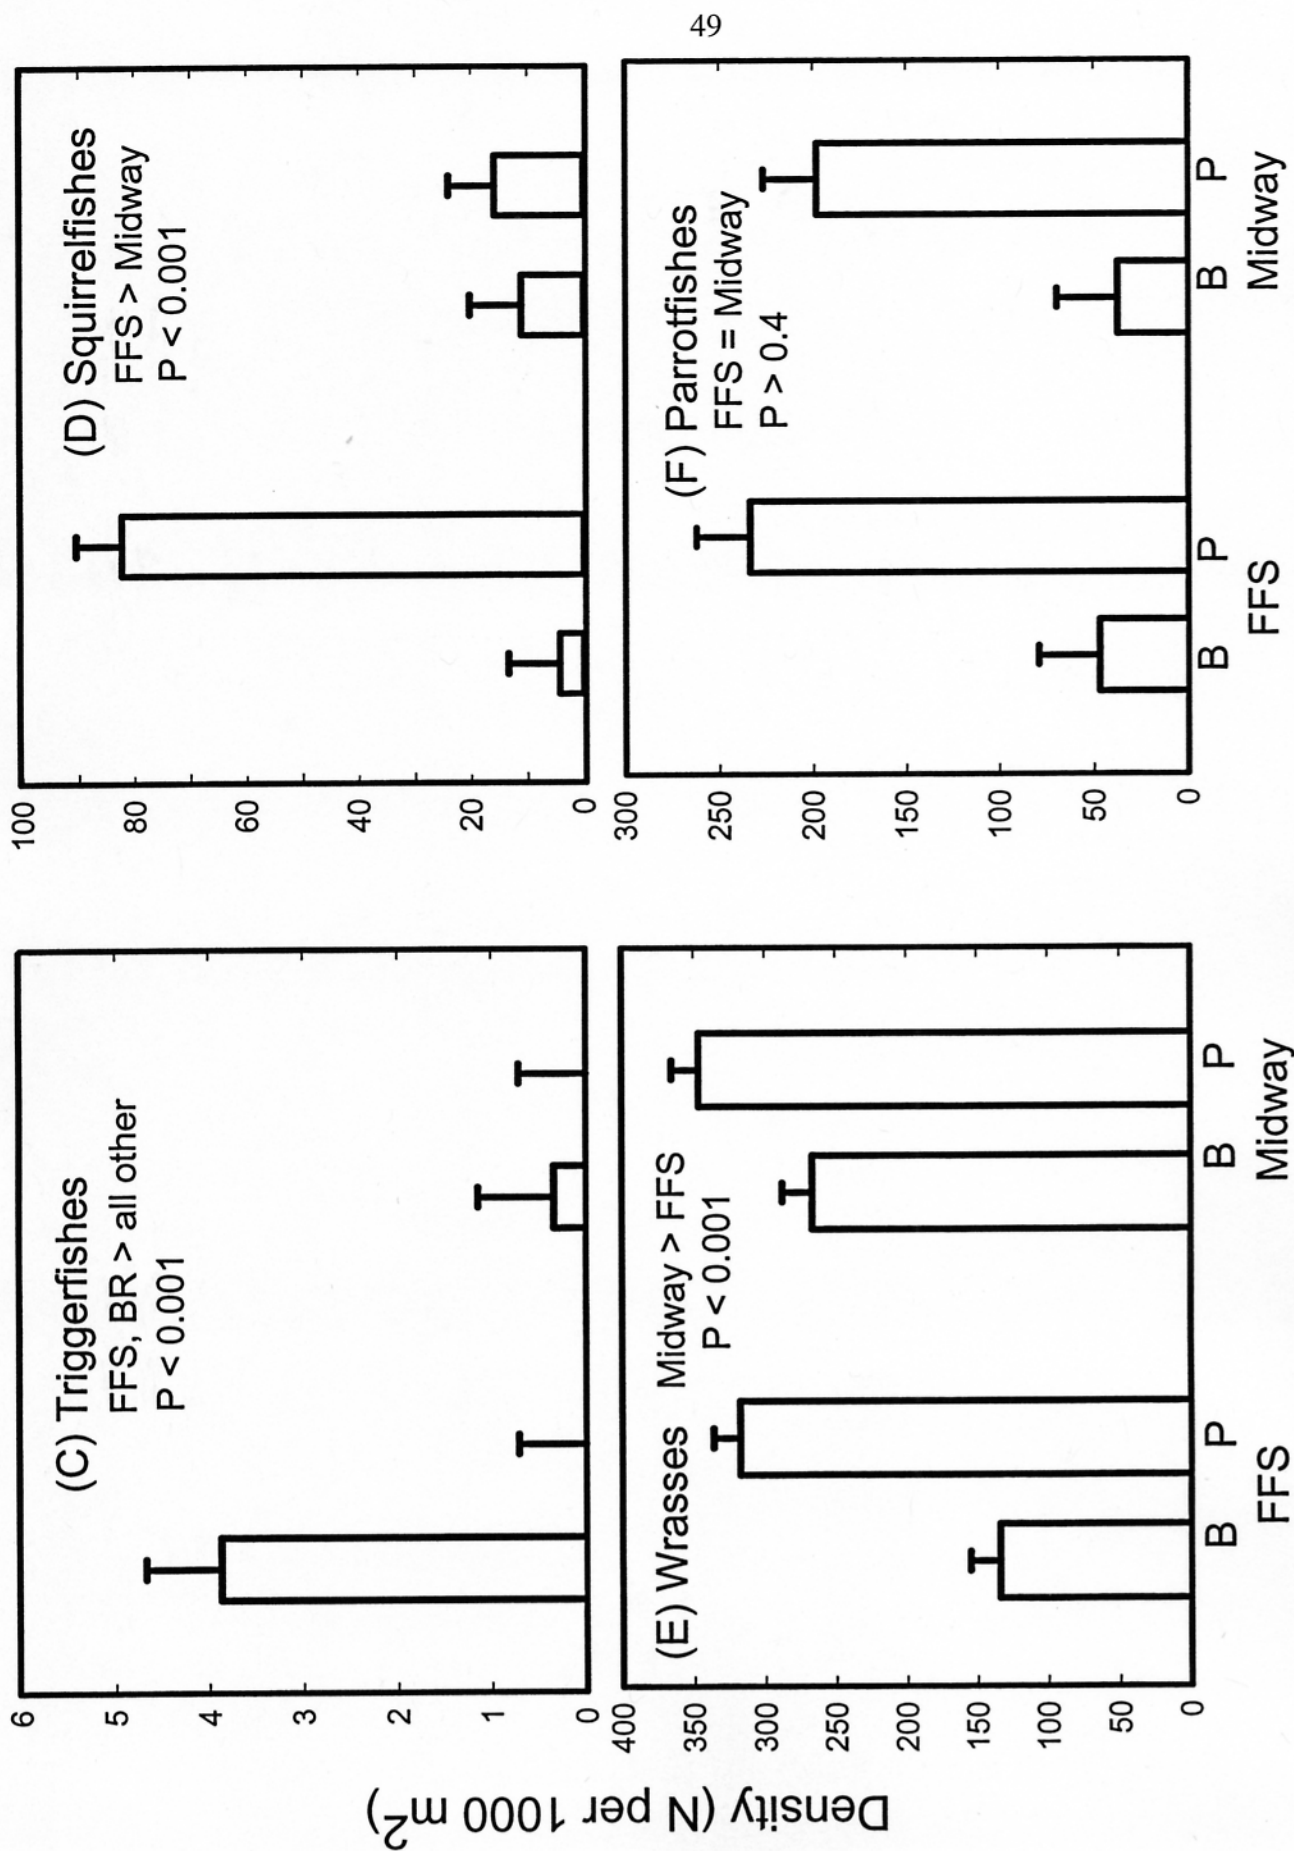 49
Density (N per 1000 m²)
(C) Triggerfishes
FFS, BR > all other
P < 0.001
6
5
4
3
2
1
0
(D) Squirrelfishes
FFS > Midway
P < 0.001
100
80
60
40
20
0
(E) Wrasses Midway > FFS
P < 0.001
400
350
300
250
200
150
100
50
0
B P B P
FFS Midway
(F) Parrotfishes
FFS = Midway
P > 0.4
300
250
200
150
100
50
0
B P B P
FFS Midway